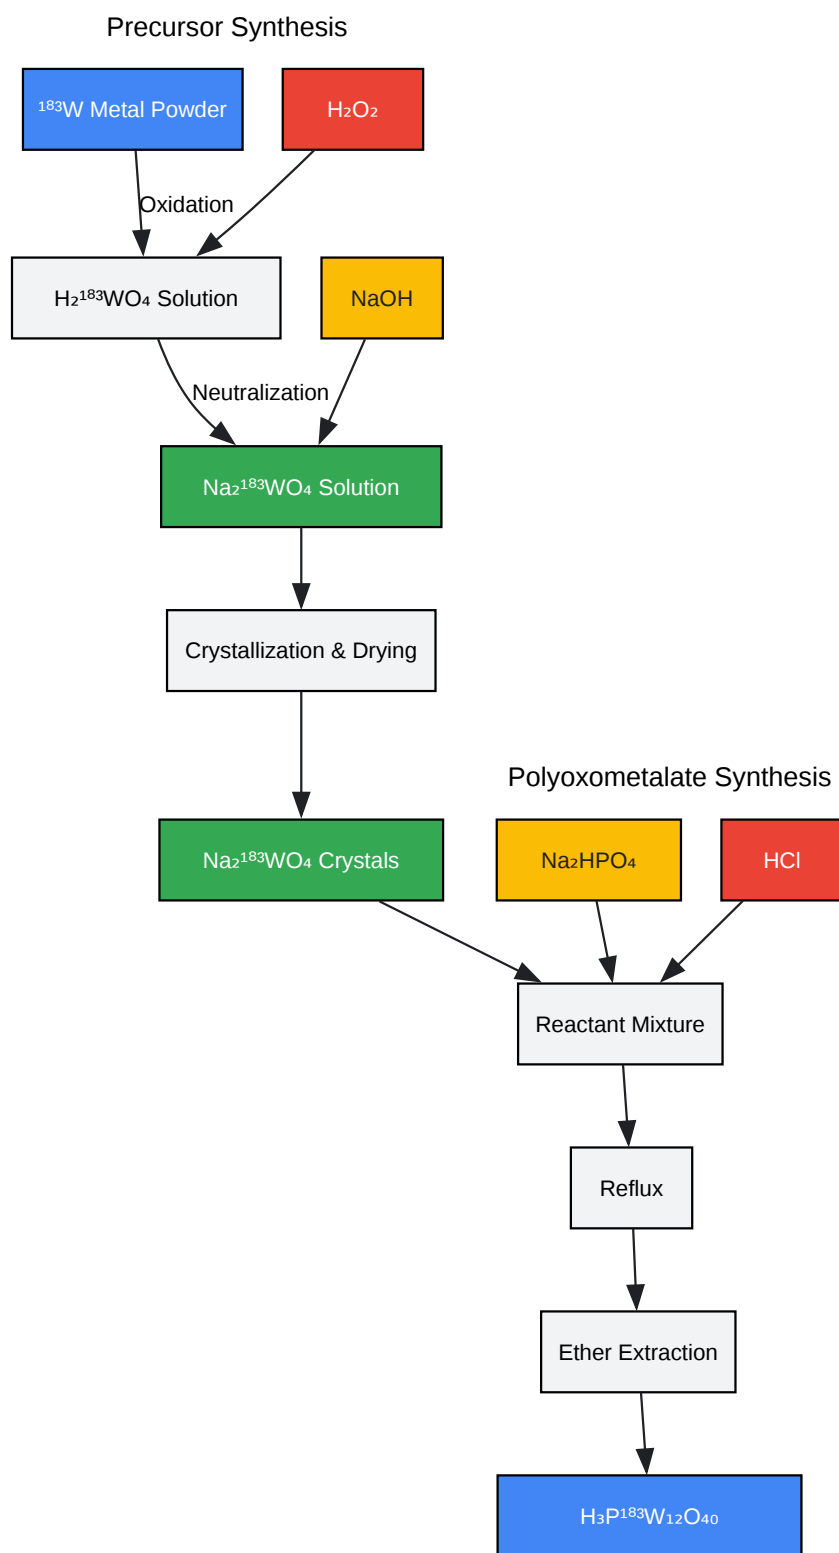 Precursor Synthesis
¹⁸³W Metal Powder
H₂O₂
Oxidation
H₂¹⁸³WO₄ Solution
NaOH
Neutralization
Na₂¹⁸³WO₄ Solution
Crystallization & Drying
Polyoxometalate Synthesis
Na₂¹⁸³WO₄ Crystals
Na₂HPO₄
HCl
Reactant Mixture
Reflux
Ether Extraction
H₃P¹⁸³W₁₂O₄₀